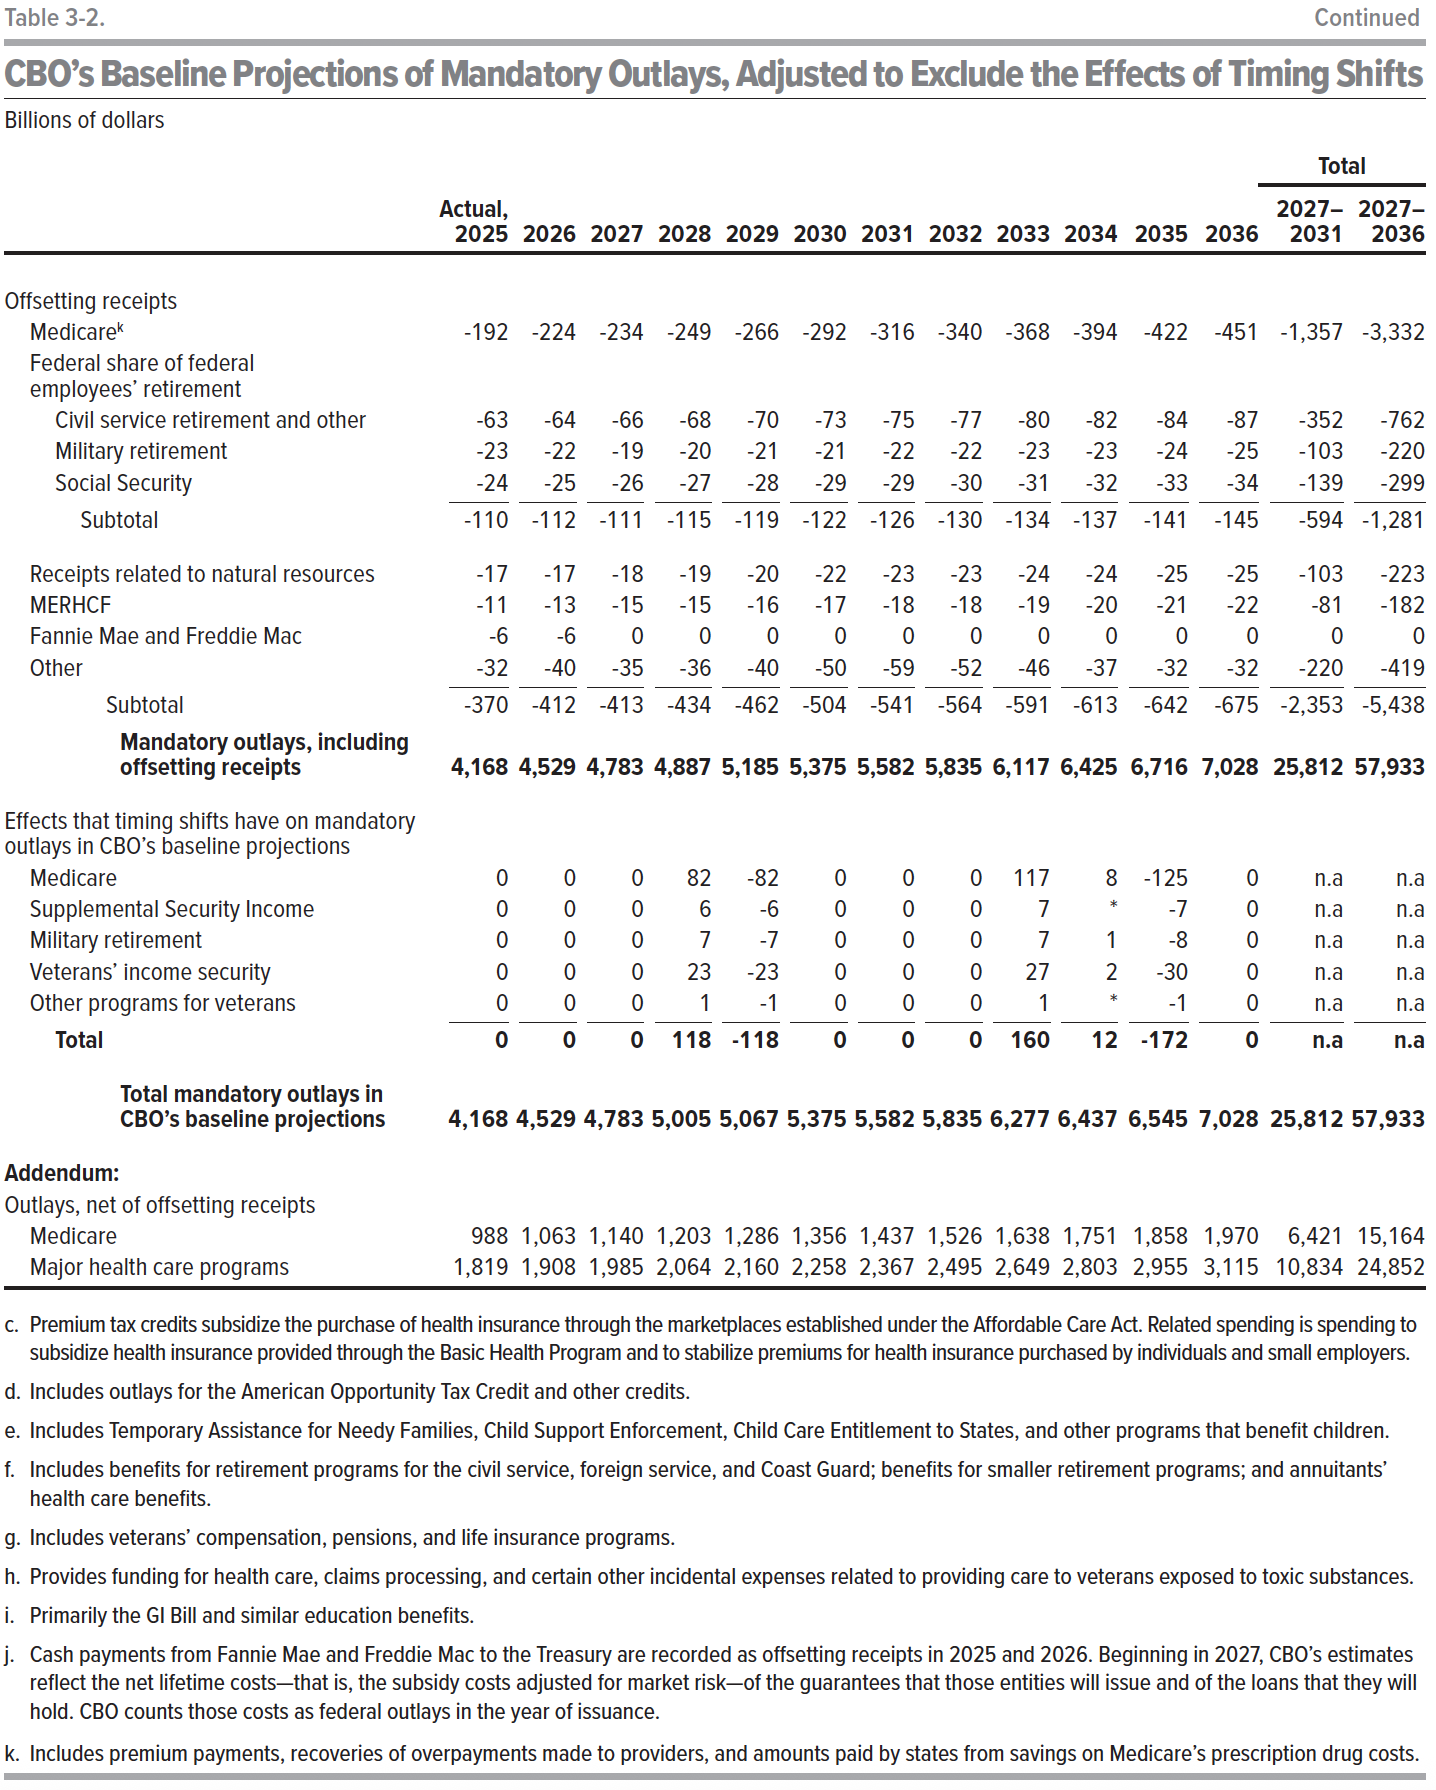 Table 3-2. Continued
CBO’s Baseline Projections of Mandatory Outlays, Adjusted to Exclude the Effects of Timing Shifts
Billions of dollars
Total
Actual, 2027– 2027–
2025 2026 2027 2028 2029 2030 2031 2032 2033 2034 2035 2036 2031 2036
Offsetting receipts
Medicareᵏ -192 -224 -234 -249 -266 -292 -316 -340 -368 -394 -422 -451 -1,357 -3,332
Federal share of federal
employees’ retirement
Civil service retirement and other -63 -64 -66 -68 -70 -73 -75 -77 -80 -82 -84 -87 -352 -762
Military retirement -23 -22 -19 -20 -21 -21 -22 -22 -23 -23 -24 -25 -103 -220
Social Security -24 -25 -26 -27 -28 -29 -29 -30 -31 -32 -33 -34 -139 -299
Subtotal -110 -112 -111 -115 -119 -122 -126 -130 -134 -137 -141 -145 -594 -1,281
Receipts related to natural resources -17 -17 -18 -19 -20 -22 -23 -23 -24 -24 -25 -25 -103 -223
MERHCF -11 -13 -15 -15 -16 -17 -18 -18 -19 -20 -21 -22 -81 -182
Fannie Mae and Freddie Mac -6 -6 0 0 0 0 0 0 0 0 0 0 0 0
Other -32 -40 -35 -36 -40 -50 -59 -52 -46 -37 -32 -32 -220 -419
Subtotal -370 -412 -413 -434 -462 -504 -541 -564 -591 -613 -642 -675 -2,353 -5,438
Mandatory outlays, including
offsetting receipts 4,168 4,529 4,783 4,887 5,185 5,375 5,582 5,835 6,117 6,425 6,716 7,028 25,812 57,933
Effects that timing shifts have on mandatory
outlays in CBO’s baseline projections
Medicare 0 0 0 82 -82 0 0 0 117 8 -125 0 n.a n.a
Supplemental Security Income 0 0 0 6 -6 0 0 0 7 * -7 0 n.a n.a
Military retirement 0 0 0 7 -7 0 0 0 7 1 -8 0 n.a n.a
Veterans’ income security 0 0 0 23 -23 0 0 0 27 2 -30 0 n.a n.a
Other programs for veterans 0 0 0 1 -1 0 0 0 1 * -1 0 n.a n.a
Total 0 0 0 118 -118 0 0 0 160 12 -172 0 n.a n.a
Total mandatory outlays in
CBO’s baseline projections 4,168 4,529 4,783 5,005 5,067 5,375 5,582 5,835 6,277 6,437 6,545 7,028 25,812 57,933
Addendum:
Outlays, net of offsetting receipts
Medicare 988 1,063 1,140 1,203 1,286 1,356 1,437 1,526 1,638 1,751 1,858 1,970 6,421 15,164
Major health care programs 1,819 1,908 1,985 2,064 2,160 2,258 2,367 2,495 2,649 2,803 2,955 3,115 10,834 24,852
c. Premium tax credits subsidize the purchase of health insurance through the marketplaces established under the Affordable Care Act. Related spending is spending to
subsidize health insurance provided through the Basic Health Program and to stabilize premiums for health insurance purchased by individuals and small employers.
d. Includes outlays for the American Opportunity Tax Credit and other credits.
e. Includes Temporary Assistance for Needy Families, Child Support Enforcement, Child Care Entitlement to States, and other programs that benefit children.
f. Includes benefits for retirement programs for the civil service, foreign service, and Coast Guard; benefits for smaller retirement programs; and annuitants’
health care benefits.
g. Includes veterans’ compensation, pensions, and life insurance programs.
h. Provides funding for health care, claims processing, and certain other incidental expenses related to providing care to veterans exposed to toxic substances.
i. Primarily the GI Bill and similar education benefits.
j. Cash payments from Fannie Mae and Freddie Mac to the Treasury are recorded as offsetting receipts in 2025 and 2026. Beginning in 2027, CBO’s estimates
reflect the net lifetime costs—that is, the subsidy costs adjusted for market risk—of the guarantees that those entities will issue and of the loans that they will
hold. CBO counts those costs as federal outlays in the year of issuance.
k. Includes premium payments, recoveries of overpayments made to providers, and amounts paid by states from savings on Medicare’s prescription drug costs.